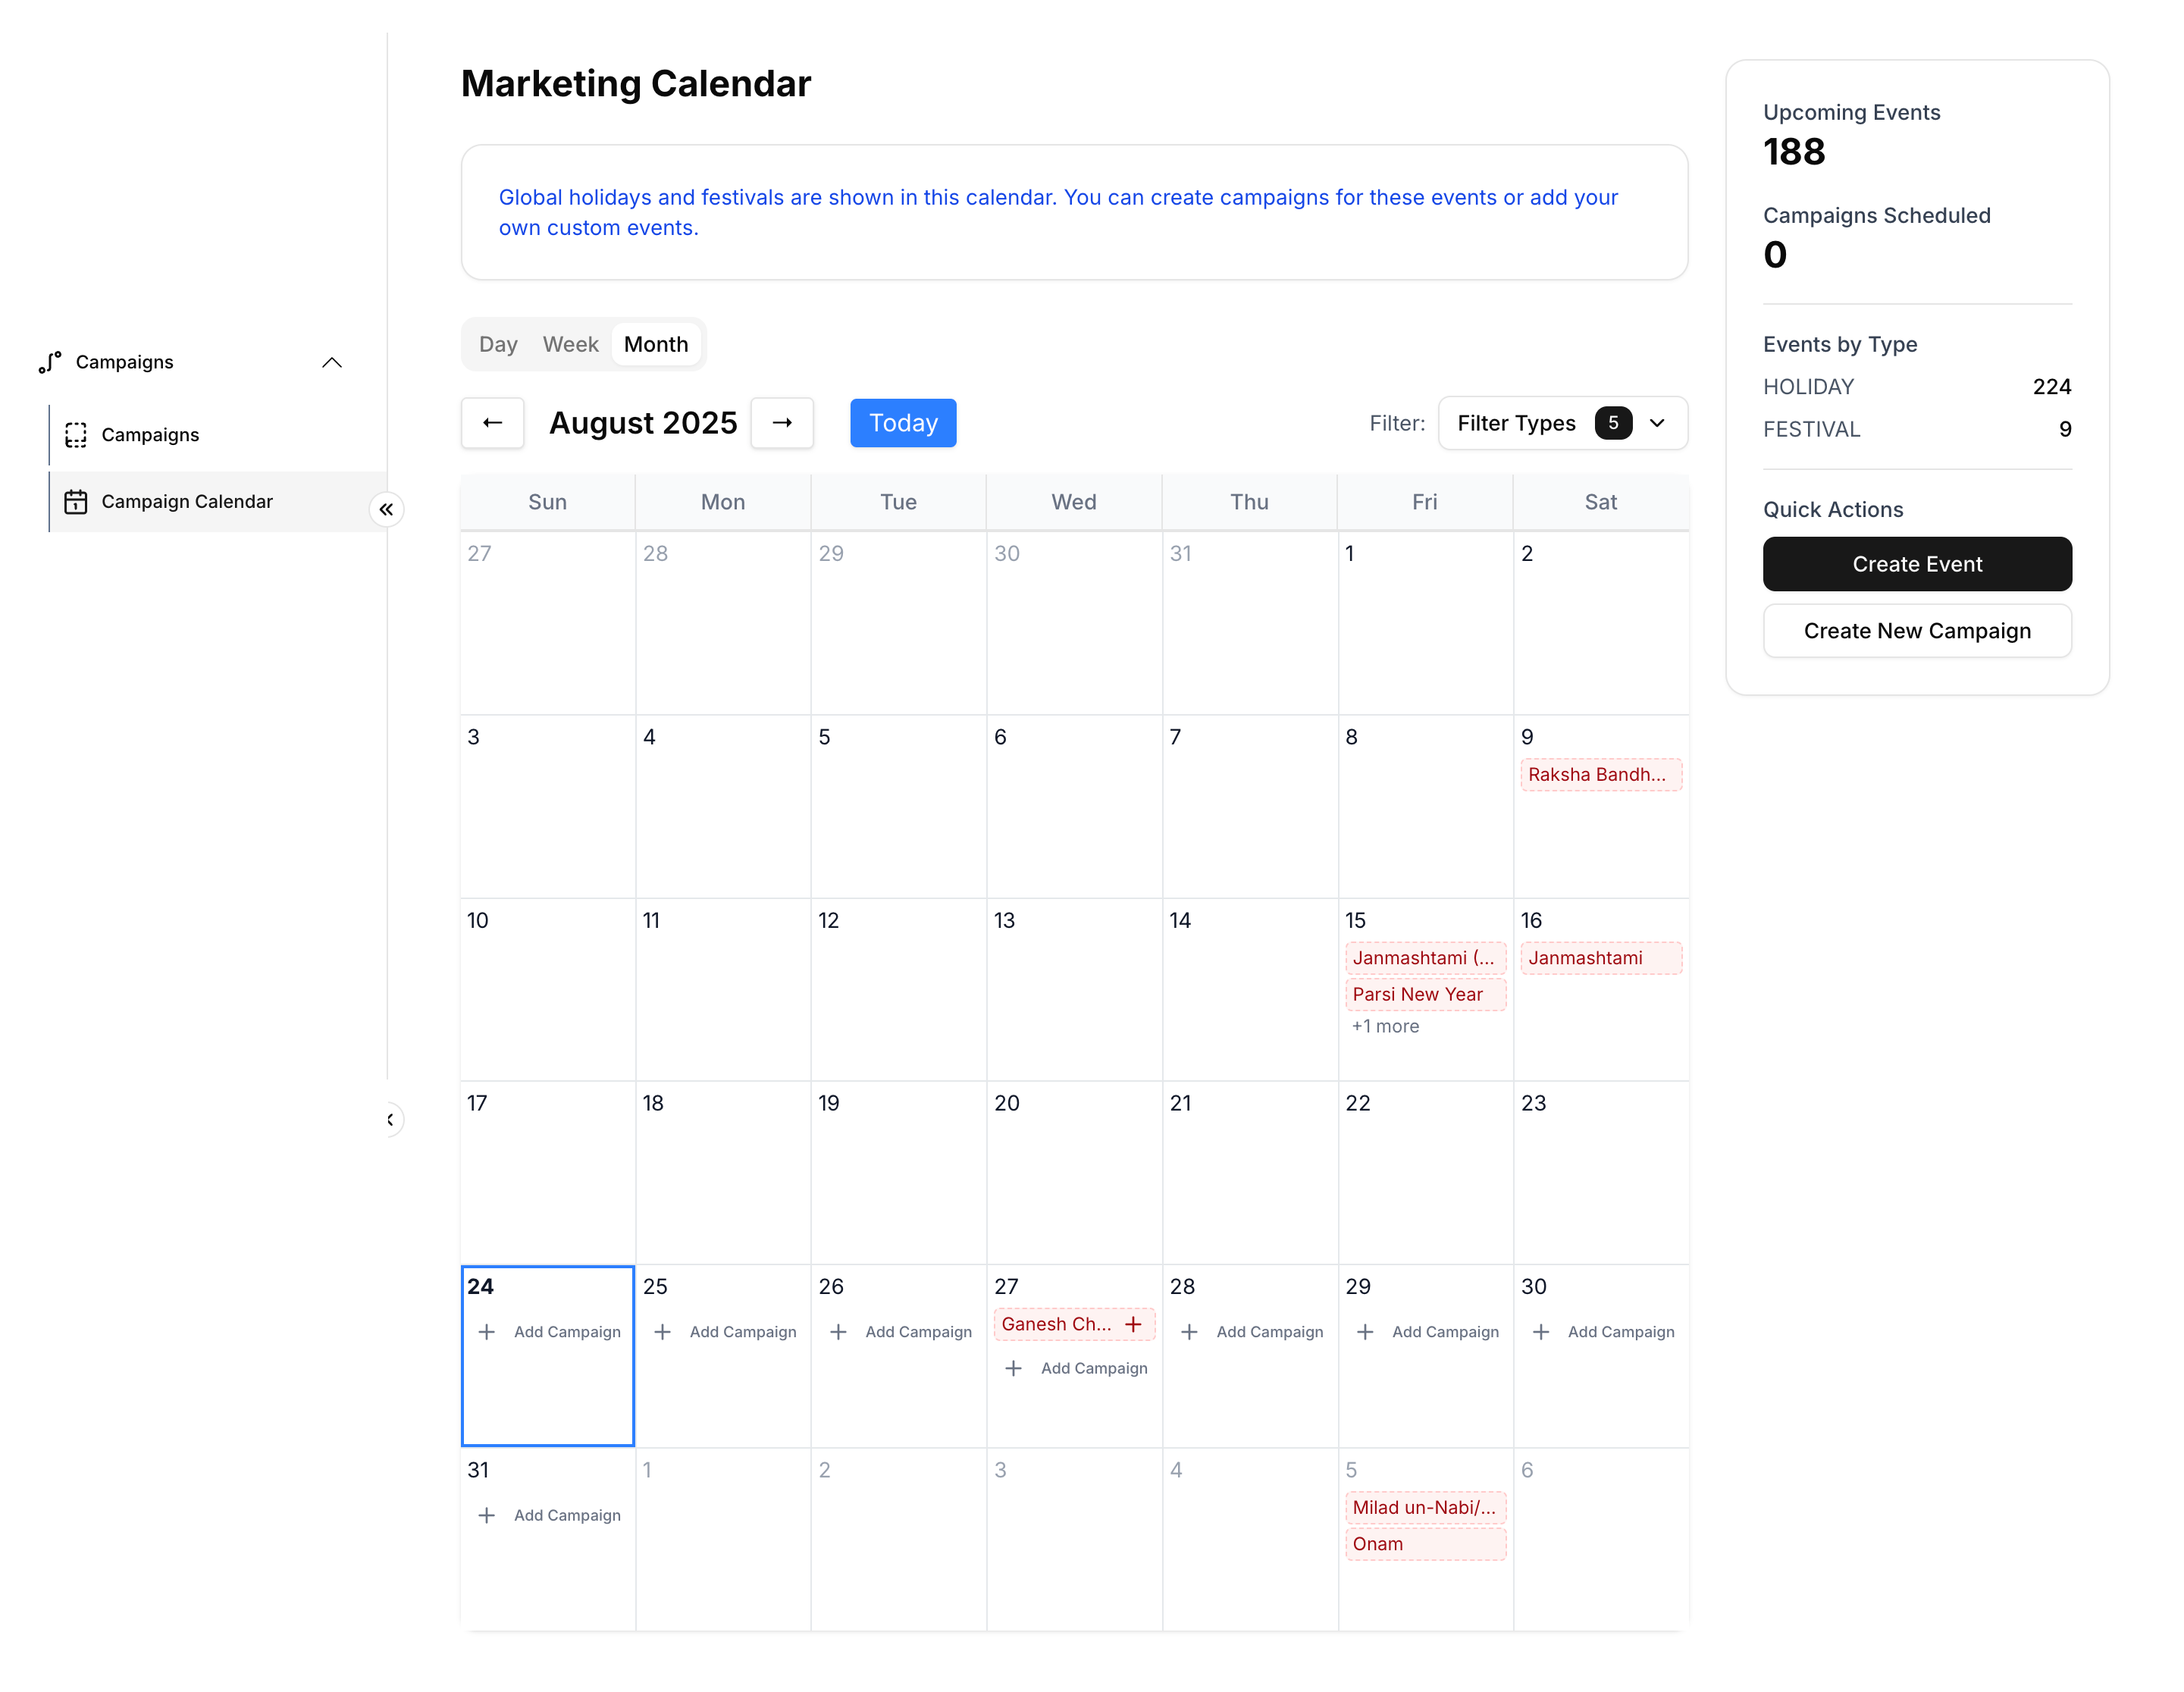 Campaigns
Campaigns
Campaign Calendar
Marketing Calendar
Global holidays and festivals are shown in this calendar. You can create campaigns for these events or add your
own custom events.
Day Week Month
August 2025 Today Filter: Filter Types 5
Sun Mon Tue Wed Thu Fri Sat
27 28 29 30 31 1 2
3 4 5 6 7 8 9
Raksha Bandh...
10 11 12 13 14 15 16
Janmashtami (... Janmashtami
Parsi New Year
+1 more
17 18 19 20 21 22 23
24 25 26 27 28 29 30
Ganesh Ch... +
+ Add Campaign + Add Campaign + Add Campaign + Add Campaign + Add Campaign + Add Campaign
+ Add Campaign
31 1 2 3 4 5 6
Milad un-Nabi/...
+ Add Campaign
Onam
Upcoming Events
188
Campaigns Scheduled
0
Events by Type
HOLIDAY 224
FESTIVAL 9
Quick Actions
Create Event
Create New Campaign